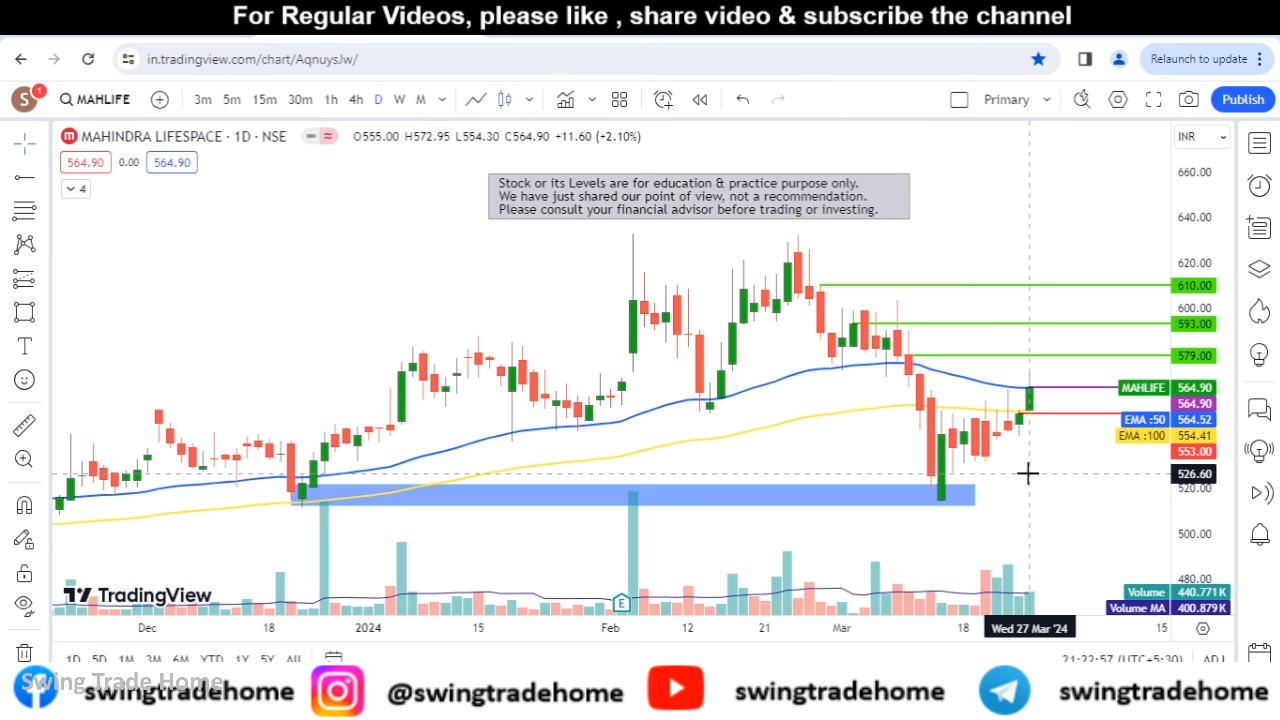 For Regular Videos, please like , share video & subscribe the channel
in.tradingview.com/chart/AqnuysJw/
Relaunch to update
S 1 MAHLIFE 3m 5m 15m 30m 1h 4h D W M Primary Publish
MAHINDRA LIFESPACE · 1D · NSE O555.00 H572.95 L554.30 C564.90 +11.60 (+2.10%) INR
564.90 0.00 564.90
4
Stock or its Levels are for education & practice purpose only.
We have just shared our point of view, not a recommendation.
Please consult your financial advisor before trading or investing.
660.00
640.00
620.00
610.00
600.00
593.00
579.00
MAHLIFE 564.90
564.90
EMA :50 564.52
EMA :100 554.41
553.00
526.60
520.00
500.00
480.00
E
TradingView
Volume 440.771K
Volume MA 400.879K
Dec 18 2024 15 Feb 12 21 Mar 18 Wed 27 Mar '24 15
1D 5D 1M 3M 6M YTD 1Y 5Y All 21:22:57 (UTC+5:30) ADJ
Swing Trade Home
swingtradehome @swingtradehome swingtradehome swingtradehome